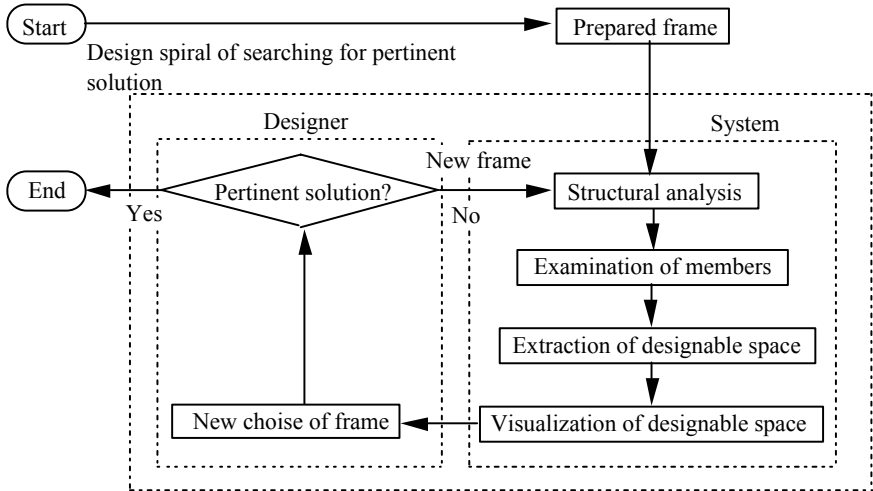 Start
Prepared frame
Design spiral of searching for pertinent
solution
Designer
System
New frame
End
Pertinent solution?
Structural analysis
Yes
No
Examination of members
Extraction of designable space
New choise of frame
Visualization of designable space